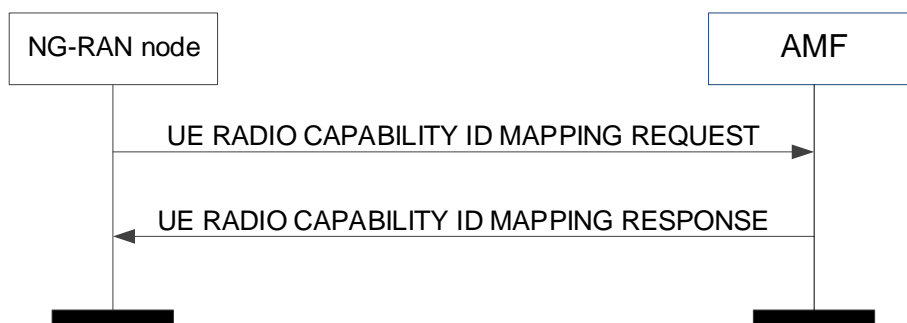 NG-RAN node
AMF
UE RADIO CAPABILITY ID MAPPING REQUEST
UE RADIO CAPABILITY ID MAPPING RESPONSE